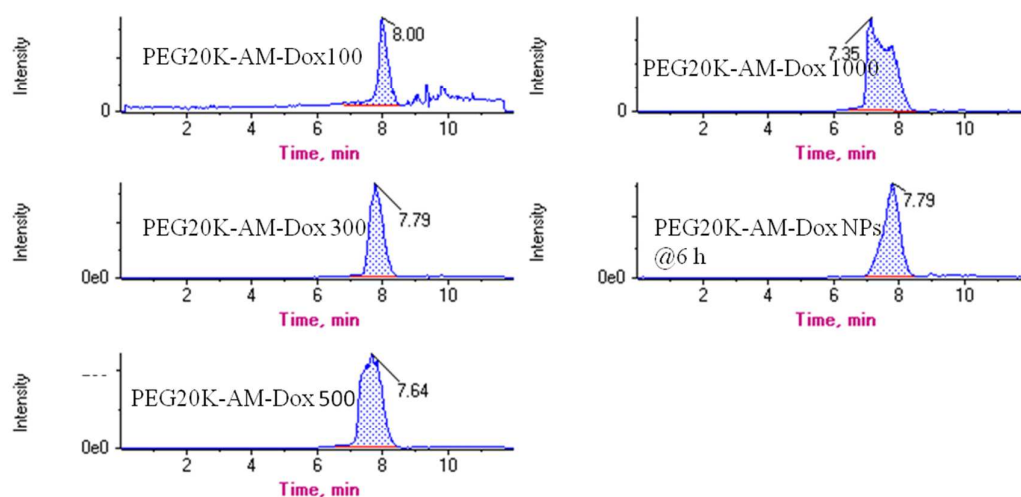 Intensity
PEG20K-AM-Dox100
8.00
0
2 4 6 8 10
Time, min
Intensity
PEG20K-AM-Dox 1000
7.35
0
2 4 6 8 10
Time, min
Intensity
PEG20K-AM-Dox 300
7.79
0e0
2 4 6 8 10
Time, min
Intensity
PEG20K-AM-Dox NPs
@6 h
7.79
2 4 6 8 10
0e0
Time, min
Intensity
---
PEG20K-AM-Dox 500
7.64
0e0
2 4 6 8 10
Time, min